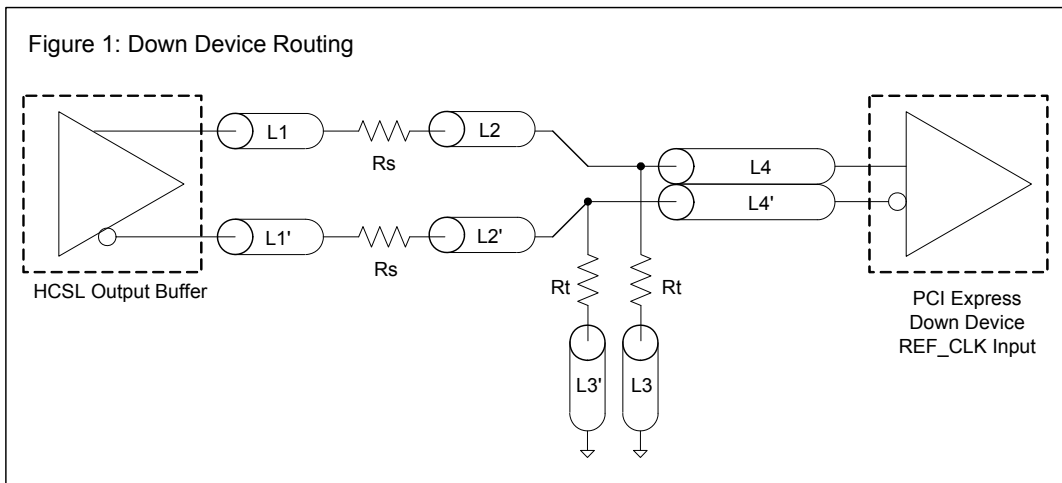 Figure 1: Down Device Routing
L1
L2
Rs
L4
L4'
L1'
L2'
Rs
HCSL Output Buffer
Rt
Rt
L3'
L3
PCI Express
Down Device
REF_CLK Input